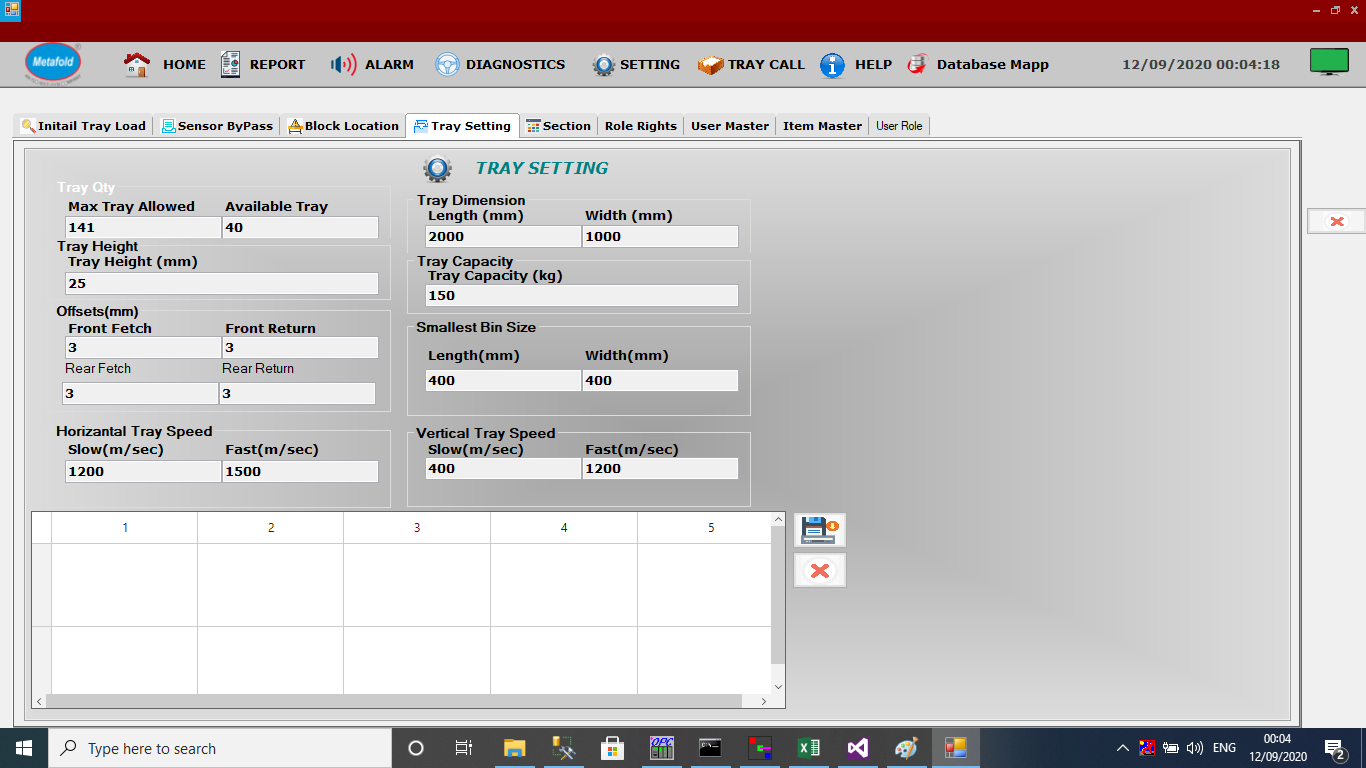 Metafold HOME REPORT ALARM DIAGNOSTICS SETTING TRAY CALL HELP Database Mapp 12/09/2020 00:04:18
Initail Tray Load Sensor ByPass Block Location Tray Setting Section Role Rights User Master Item Master User Role
TRAY SETTING
Tray Qty
Max Tray Allowed Available Tray
141 40
Tray Height
Tray Height (mm)
25
Offsets(mm)
Front Fetch Front Return
3 3
Rear Fetch Rear Return
3 3
Horizantal Tray Speed
Slow(m/sec) Fast(m/sec)
1200 1500
Tray Dimension
Length (mm) Width (mm)
2000 1000
Tray Capacity
Tray Capacity (kg)
150
Smallest Bin Size
Length(mm) Width(mm)
400 400
Vertical Tray Speed
Slow(m/sec) Fast(m/sec)
400 1200
1 2 3 4 5
Type here to search
OPC
ENG
00:04
12/09/2020
2